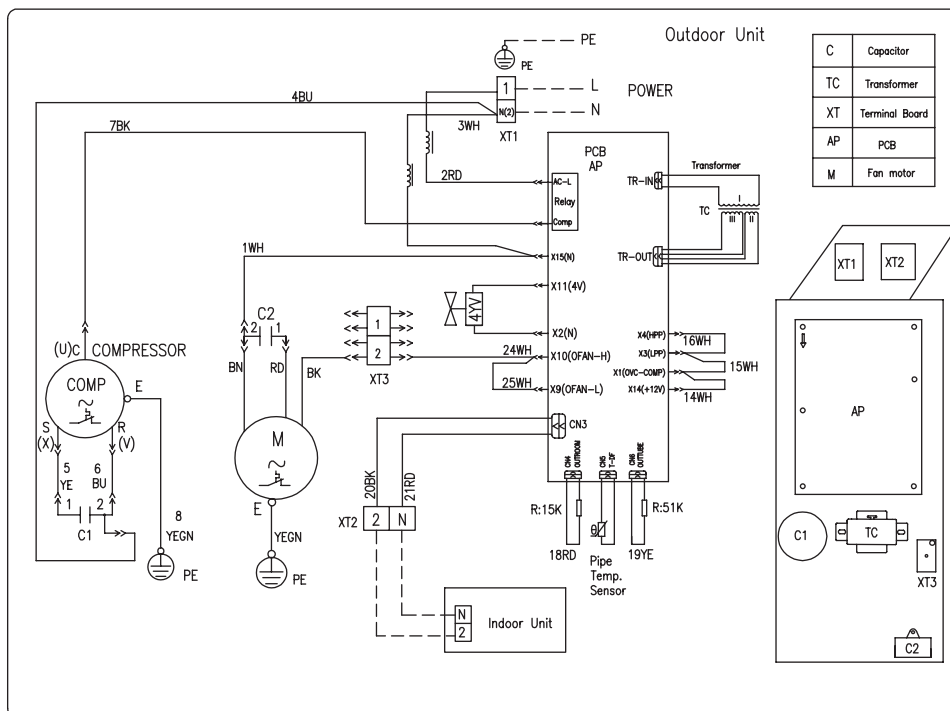 Outdoor Unit
PE
PE
L
POWER
N
1
N(2)
XT1
4BU
3WH
7BK
2RD
PCB
AP
AC-L
Relay
Comp
TR-IN
Transformer
TC
I
III
II
TR-OUT
1WH
X15(N)
X11(4V)
4YV
X2(N)
X4(HPP)
16WH
X3(LPP)
15WH
X1(OVC-COMP)
X14(+12V)
14WH
24WH
X10(OFAN-H)
25WH
X9(OFAN-L)
CN3
1
2
XT3
C2
2
1
BN
RD
BK
(U)C
COMPRESSOR
COMP
E
S
(X)
R
(V)
5
YE
6
BU
1
2
C1
8
YEGN
PE
M
E
YEGN
PE
20BK
21RD
XT2
2
N
CN4
OUTROOM
CN5
T-DF
CN6
OUTTUBE
R:15K
R:51K
θ
18RD
19YE
Pipe
Temp.
Sensor
N
2
Indoor Unit
C Capacitor
TC Transformer
XT Terminal Board
AP PCB
M Fan motor
XT1
XT2
AP
C1
TC
XT3
C2